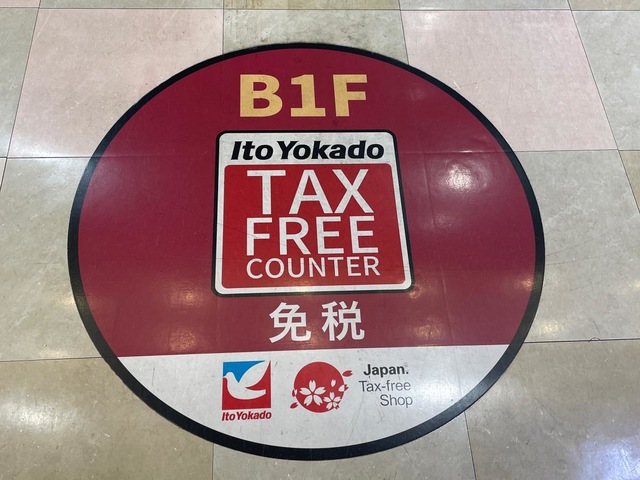 B1F
Ito Yokado
TAX
FREE
COUNTER
免税
Ito Yokado
Japan.
Tax-free
Shop